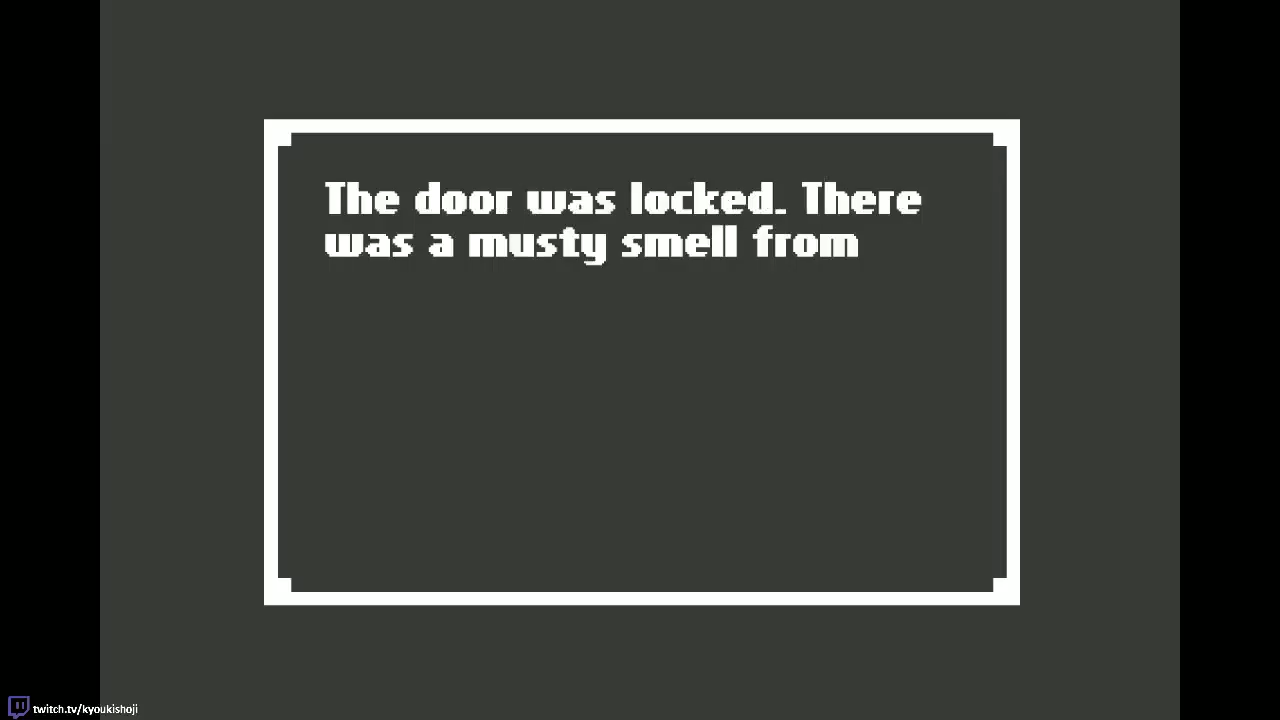 The door was locked. There
was a musty smell from
twitch.tv/kyoukishoji